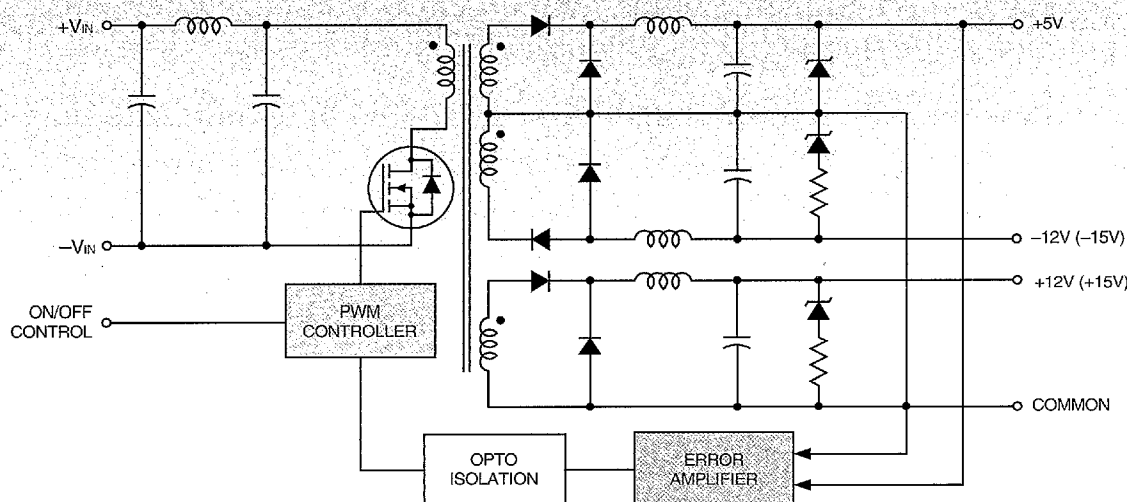 +VIN
+5V
–VIN
–12V (–15V)
+12V (+15V)
ON/OFF
CONTROL
PWM
CONTROLLER
COMMON
OPTO
ISOLATION
ERROR
AMPLIFIER